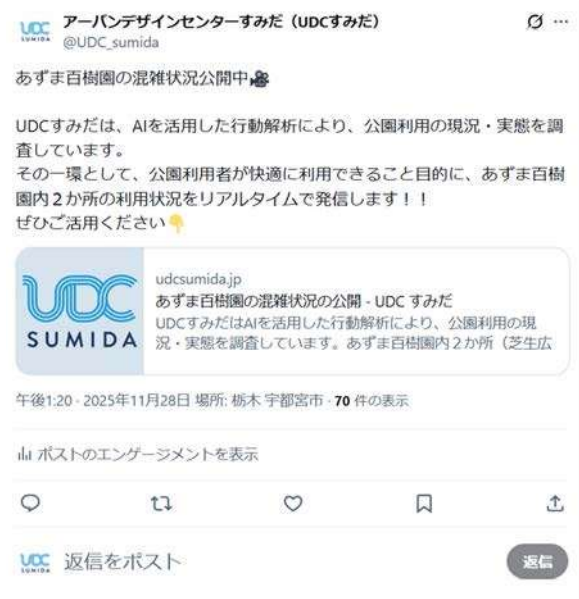 UDC SUMIDA
アーバンデザインセンターすみだ（UDCすみだ）
@UDC_sumida
あずま百樹園の混雑状況公開中🎥
UDCすみだは、AIを活用した行動解析により、公園利用の現況・実態を調
査しています。
その一環として、公園利用者が快適に利用できること目的に、あずま百樹
園内２か所の利用状況をリアルタイムで発信します！！
ぜひご活用ください👇
UDC
SUMIDA
udcsumida.jp
あずま百樹園の混雑状況の公開 - UDC すみだ
UDCすみだはAIを活用した行動解析により、公園利用の現
況・実態を調査しています。あずま百樹園内２か所（芝生広
午後1:20 · 2025年11月28日 場所: 栃木 宇都宮市 · 70 件の表示
ポストのエンゲージメントを表示
UDC SUMIDA
返信をポスト
返信